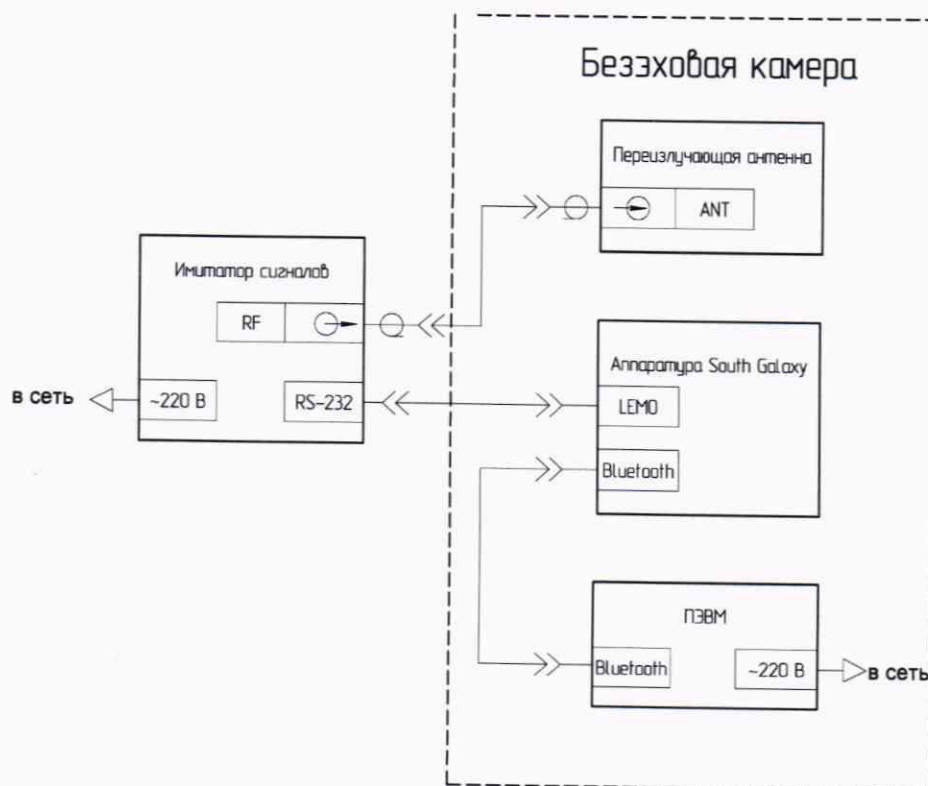 Безэховая камера
Переизлучающая антенна
ANT
Имитатор сигналов
RF
в сеть
~220 В
RS-232
Аппаратура South Galaxy
LEMO
Bluetooth
ПЭВМ
Bluetooth
~220 В
в сеть